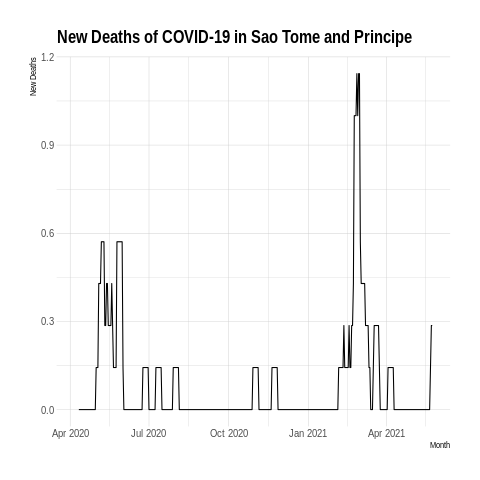 New Deaths of COVID-19 in Sao Tome and Principe
New Deaths
1.2
0.9
0.6
0.3
0.0
Apr 2020 Jul 2020 Oct 2020 Jan 2021 Apr 2021
Month